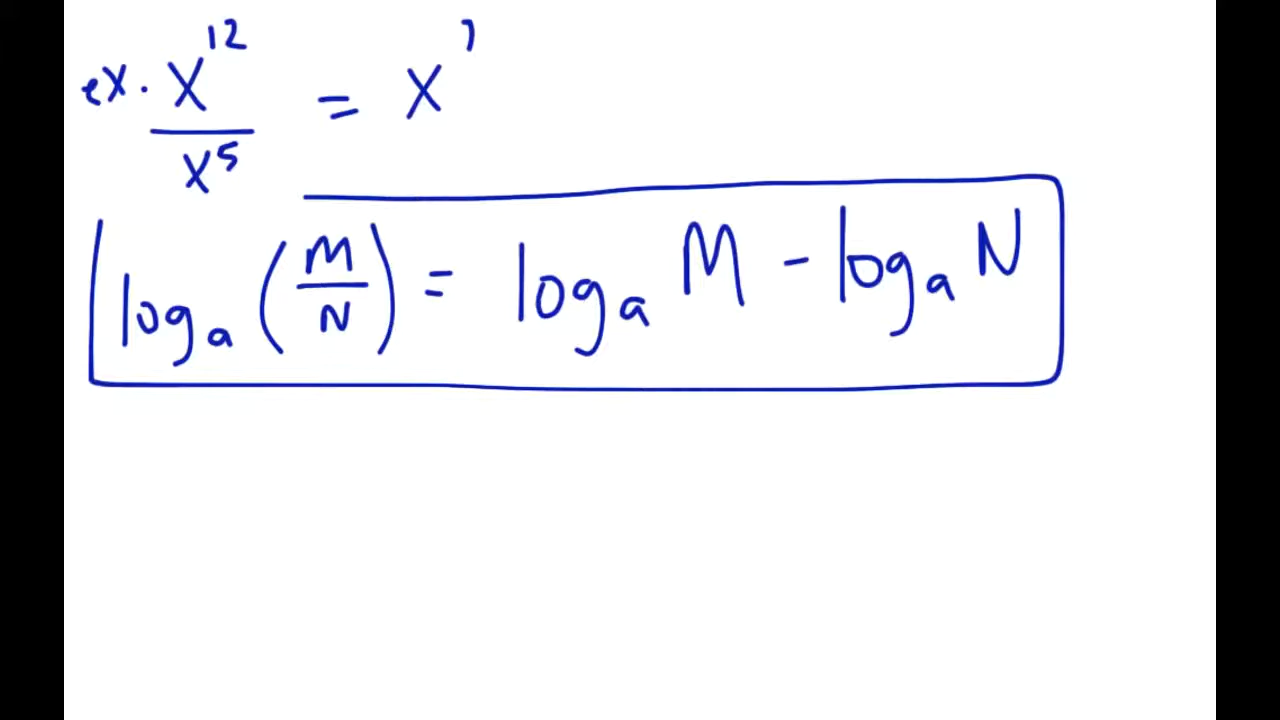 ex. x^12 / x^5 = x^7
log_a (M/N) = log_a M - log_a N